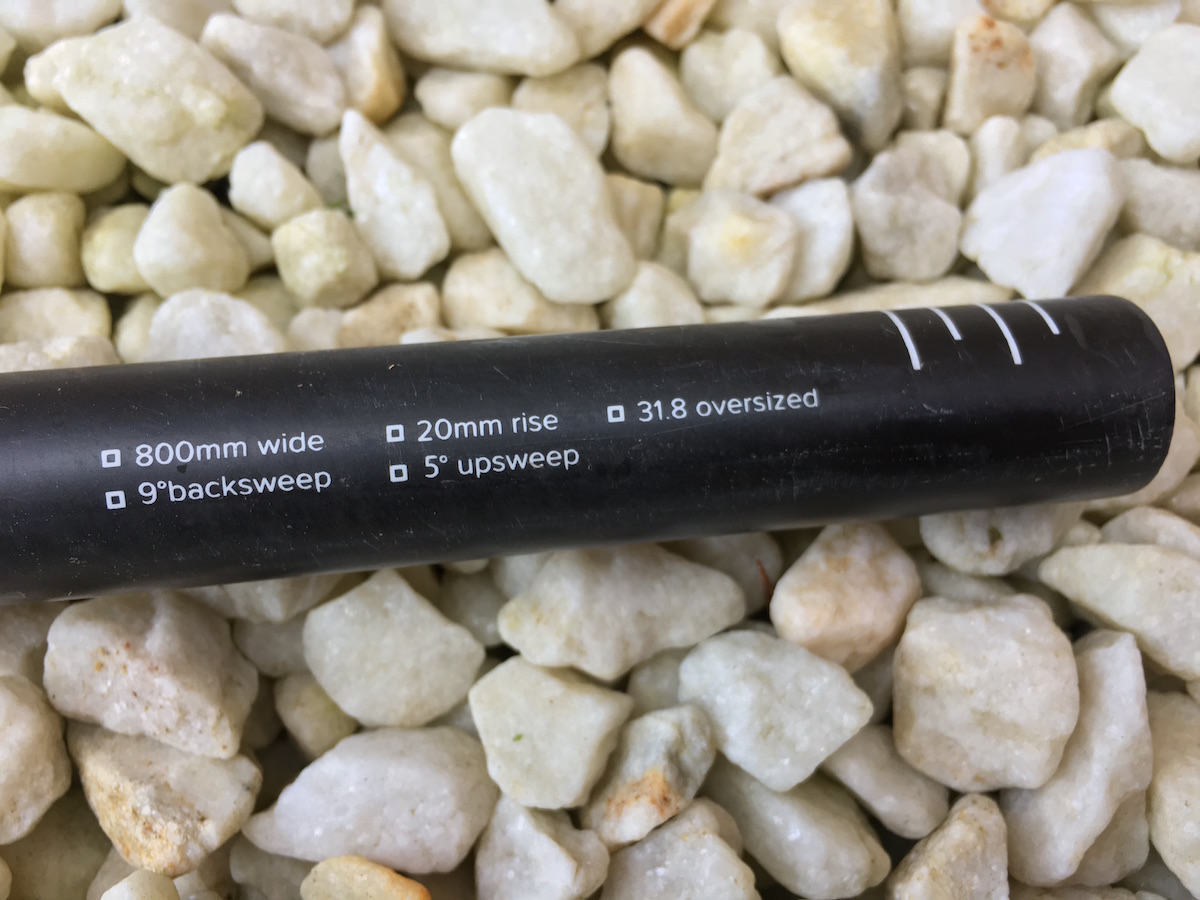 800mm wide
20mm rise
31.8 oversized
9°backsweep
5° upsweep